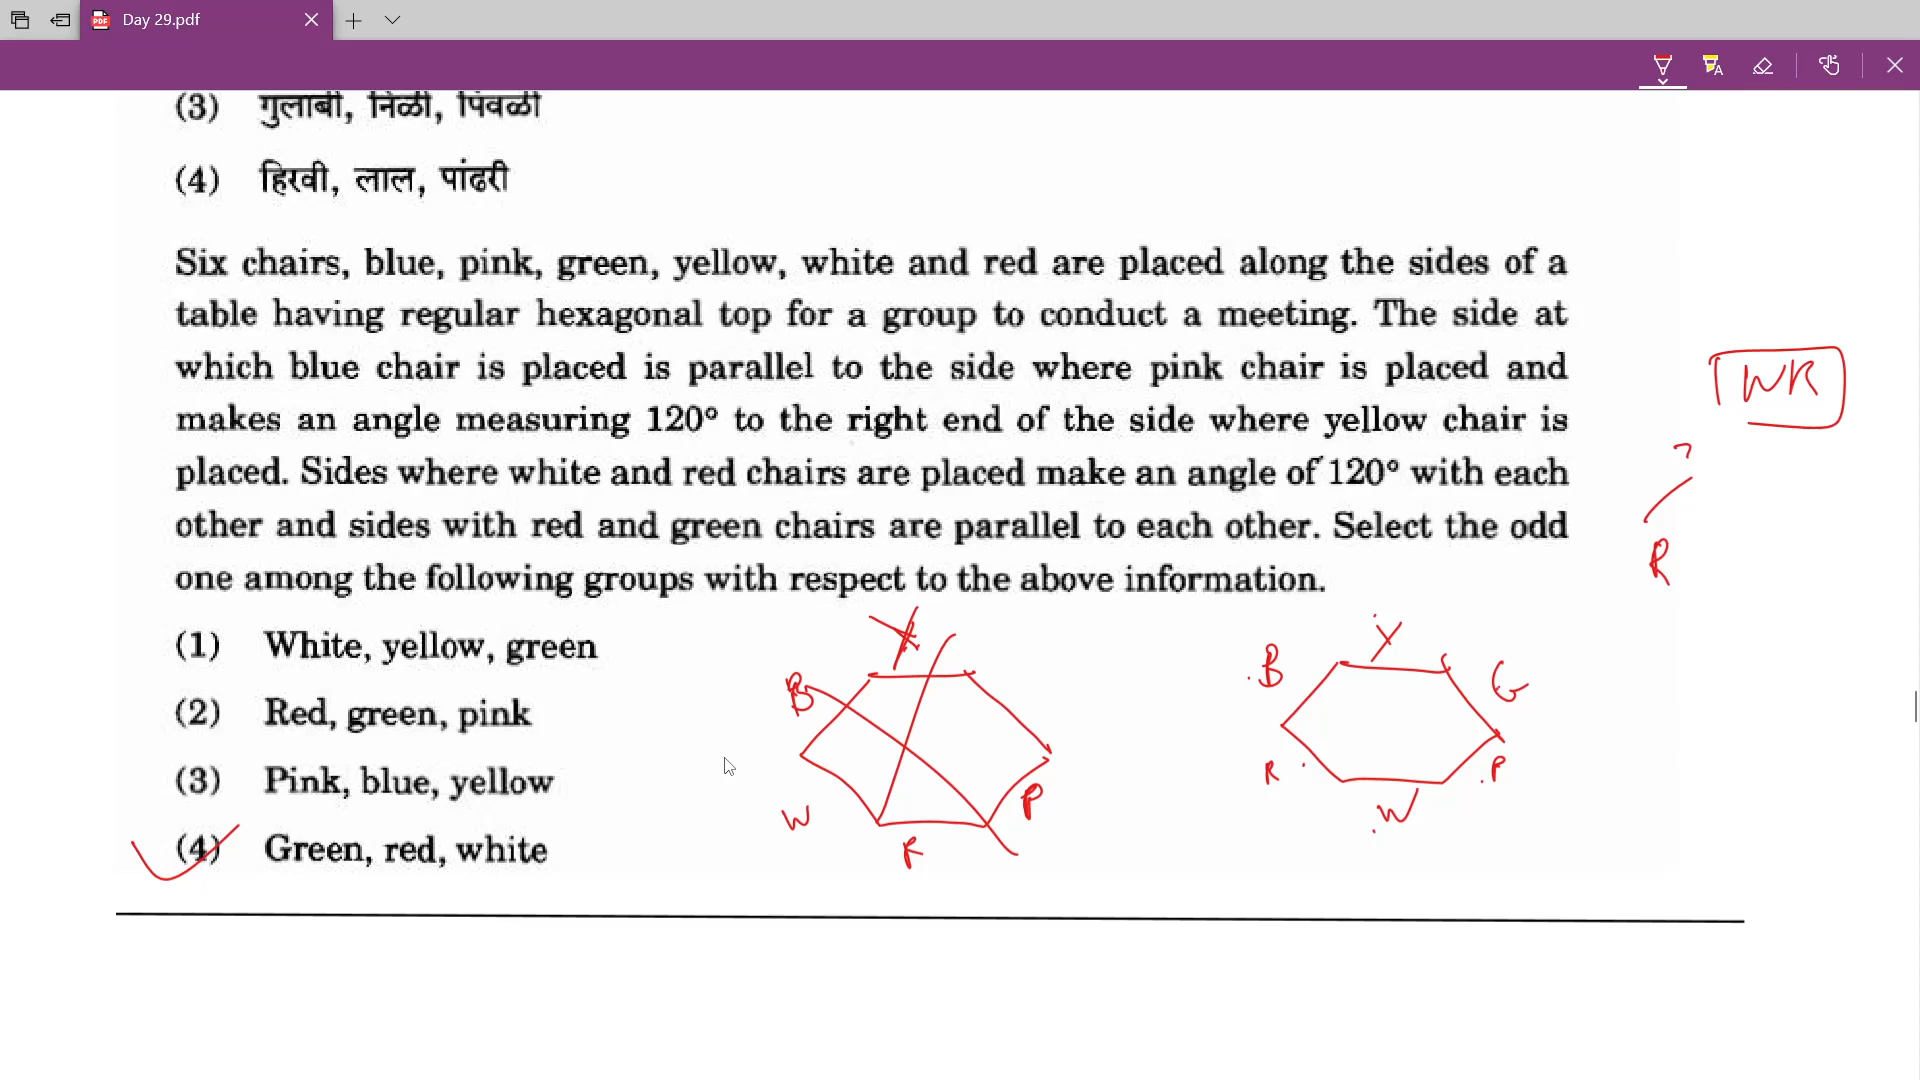 Day 29.pdf
(3) गुलाबी, निळी, पिवळी
(4) हिरवी, लाल, पांढरी
Six chairs, blue, pink, green, yellow, white and red are placed along the sides of a
table having regular hexagonal top for a group to conduct a meeting. The side at
which blue chair is placed is parallel to the side where pink chair is placed and
makes an angle measuring 120° to the right end of the side where yellow chair is
placed. Sides where white and red chairs are placed make an angle of 120° with each
other and sides with red and green chairs are parallel to each other. Select the odd
one among the following groups with respect to the above information.
WR
R
(1) White, yellow, green
(2) Red, green, pink
(3) Pink, blue, yellow
(4) Green, red, white
B
W
R
P
Y
B
G
R
P
W